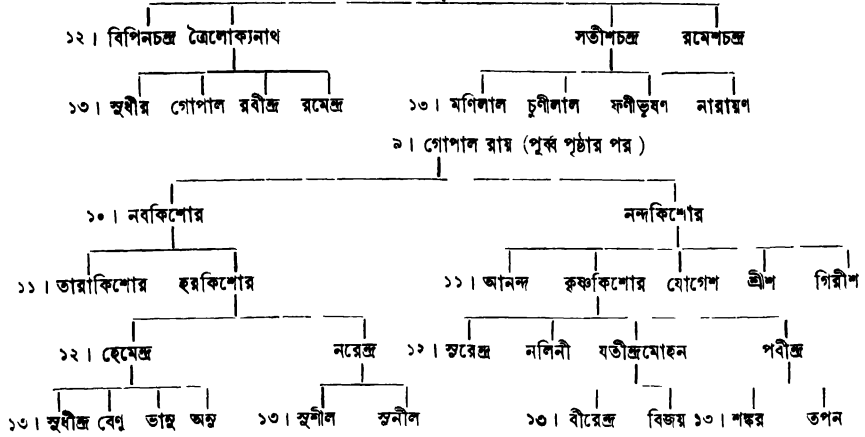 ১২। বিপিনচন্দ্র ত্রৈলোক্যনাথ সতীশচন্দ্র রমেশচন্দ্র
১৩। সুধীর গোপাল রবীন্দ্র রমেন্দ্র ১৩। মণিলাল চুণীলাল ফণীভূষণ নারায়ণ
৯। গোপাল রায় (পূর্ব্ব পৃষ্ঠার পর)
১০। নবকিশোর নন্দকিশোর
১১। তারাকিশোর হরকিশোর ১১। আনন্দ কৃষ্ণকিশোর যোগেশ শ্রীশ গিরীশ
১২। হেমেন্দ্র নরেন্দ্র ১২। সুরেন্দ্র নলিনী যতীন্দ্রমোহন পবীন্দ্র
১৩। সুধীন্দ্র বেণু ভানু অনু ১৩। সুশীল সুনীল ১৩। বীরেন্দ্র বিজয় ১৩। শঙ্কর তপন